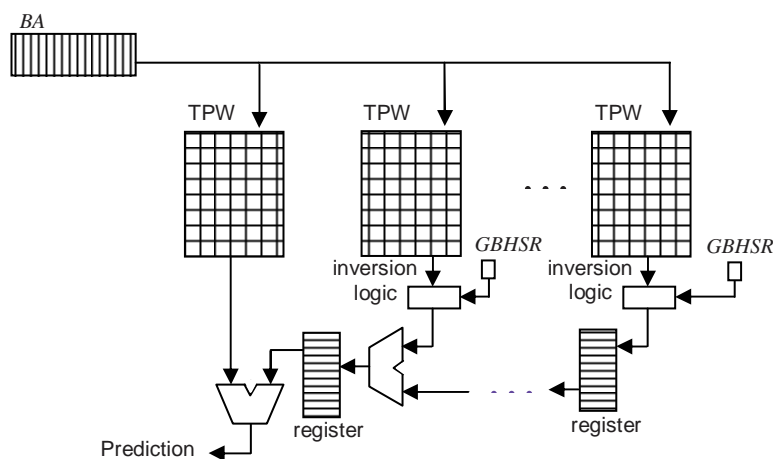 BA
TPW
TPW
TPW
. . .
GBHSR
GBHSR
inversion
logic
inversion
logic
. . .
register
register
Prediction